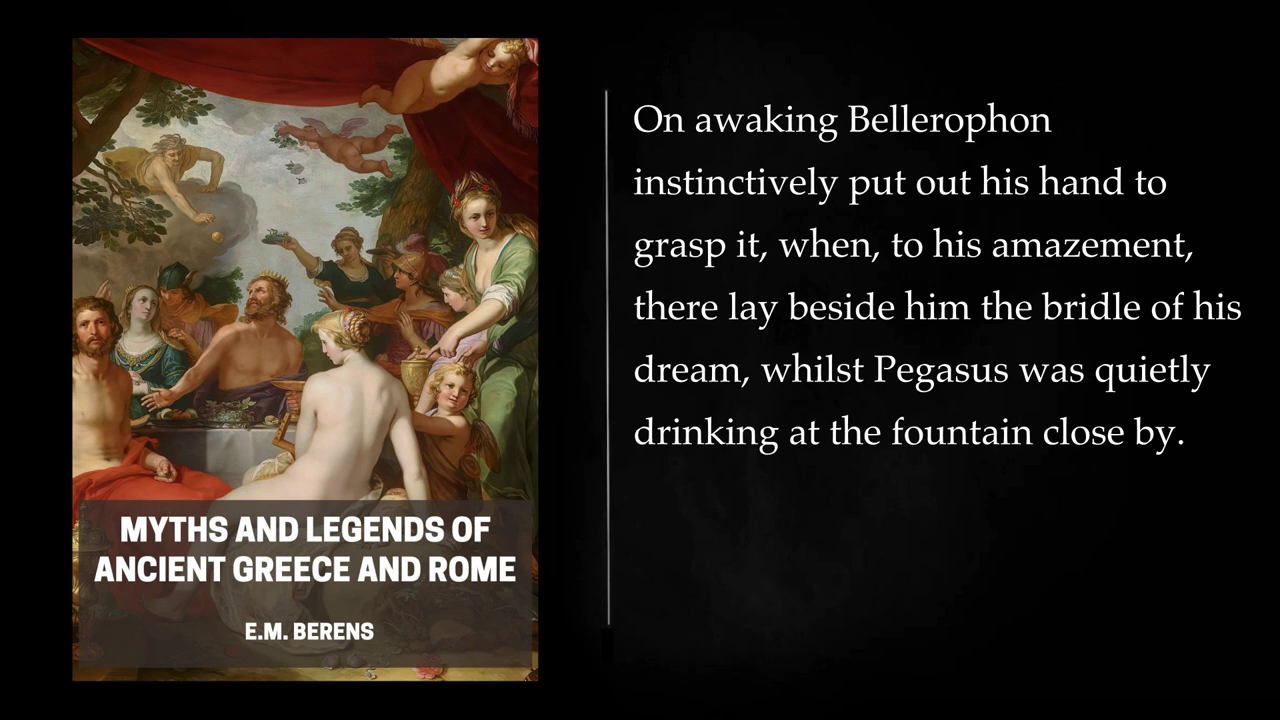 MYTHS AND LEGENDS OF
ANCIENT GREECE AND ROME
E.M. BERENS
On awaking Bellerophon
instinctively put out his hand to
grasp it, when, to his amazement,
there lay beside him the bridle of his
dream, whilst Pegasus was quietly
drinking at the fountain close by.